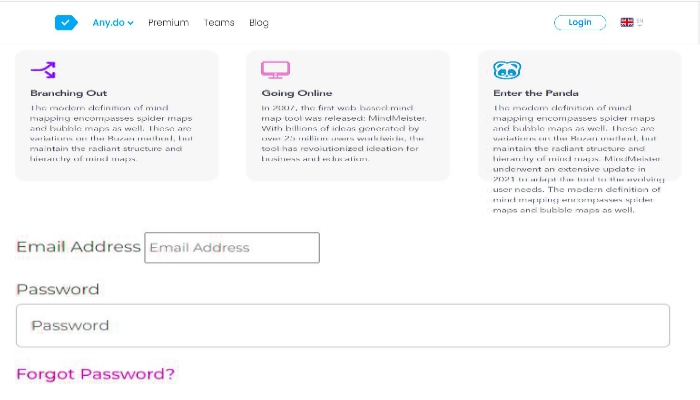 Any.do Premium Teams Blog Login EN
Branching Out
The modern definition of mind
mapping encompasses spider maps
and bubble maps as well. These are
variations on the Buzan method, but
maintain the radiant structure and
hierarchy of mind maps.
Going Online
In 2007, the first web-based mind
map tool was released: MindMeister.
With billions of ideas generated by
over 25 million users worldwide, the
tool has revolutionized ideation for
business and education.
Enter the Panda
The modern definition of mind
mapping encompasses spider maps
and bubble maps as well. These are
variations on the Buzan method, but
maintain the radiant structure and
hierarchy of mind maps. MindMeister
underwent an extensive update in
2021 to adapt the tool to the evolving
user needs. The modern definition of
mind mapping encompasses spider
maps and bubble maps as well.
Email Address Email Address
Password
Password
Forgot Password?